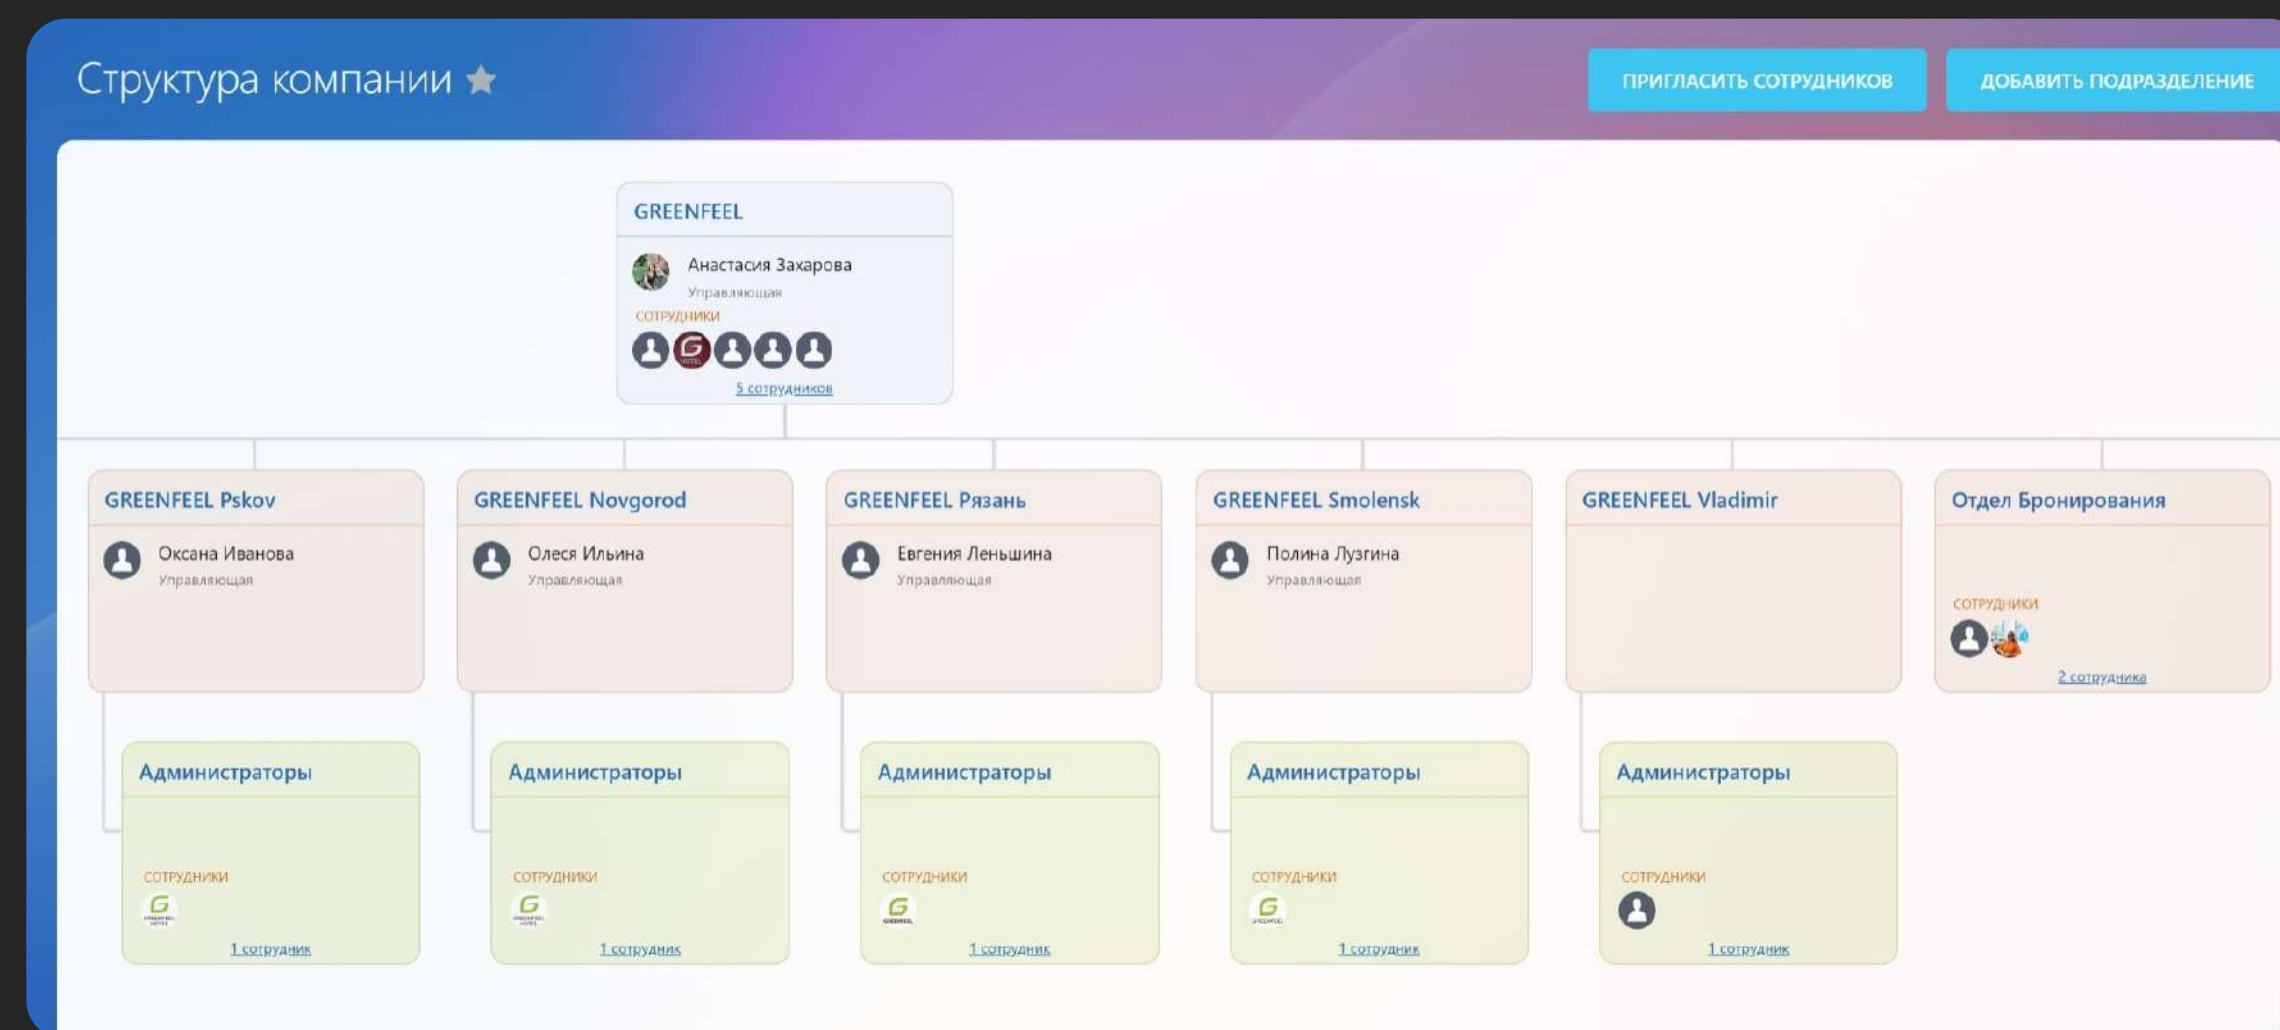 Структура компании
ПРИГЛАСИТЬ СОТРУДНИКОВ
ДОБАВИТЬ ПОДРАЗДЕЛЕНИЕ
GREENFEEL
Анастасия Захарова
Управляющая
СОТРУДНИКИ
G
5 сотрудников
GREENFEEL Pskov
Оксана Иванова
Управляющая
GREENFEEL Novgorod
Олеся Ильина
Управляющая
GREENFEEL Рязань
Евгения Леньшина
Управляющая
GREENFEEL Smolensk
Полина Лузгина
Управляющая
GREENFEEL Vladimir
Отдел Бронирования
СОТРУДНИКИ
2 сотрудника
Администраторы
СОТРУДНИКИ
G
1 сотрудник
Администраторы
СОТРУДНИКИ
G
1 сотрудник
Администраторы
СОТРУДНИКИ
G
GREENFEEL
1 сотрудник
Администраторы
СОТРУДНИКИ
G
GREENFEEL
1 сотрудник
Администраторы
СОТРУДНИКИ
1 сотрудник